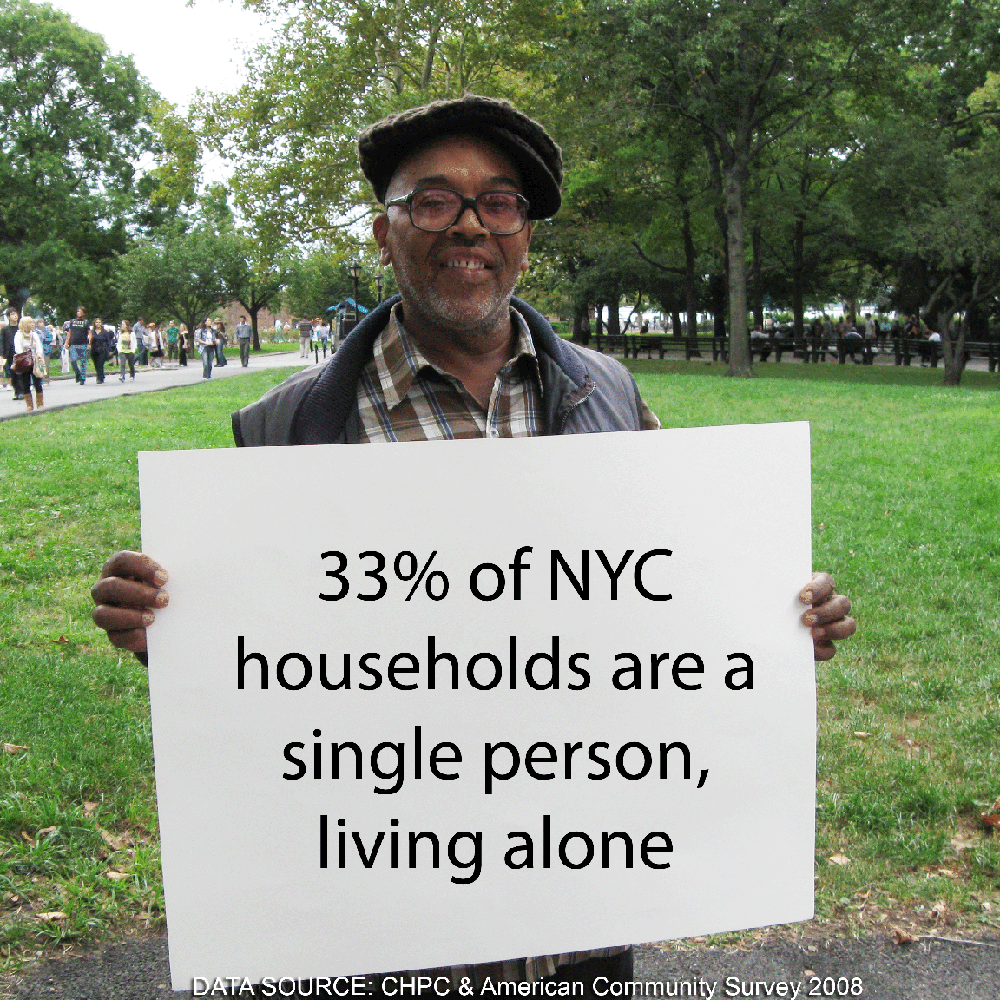 33% of NYC
households are a
single person,
living alone
DATA SOURCE: CHPC & American Community Survey 2008